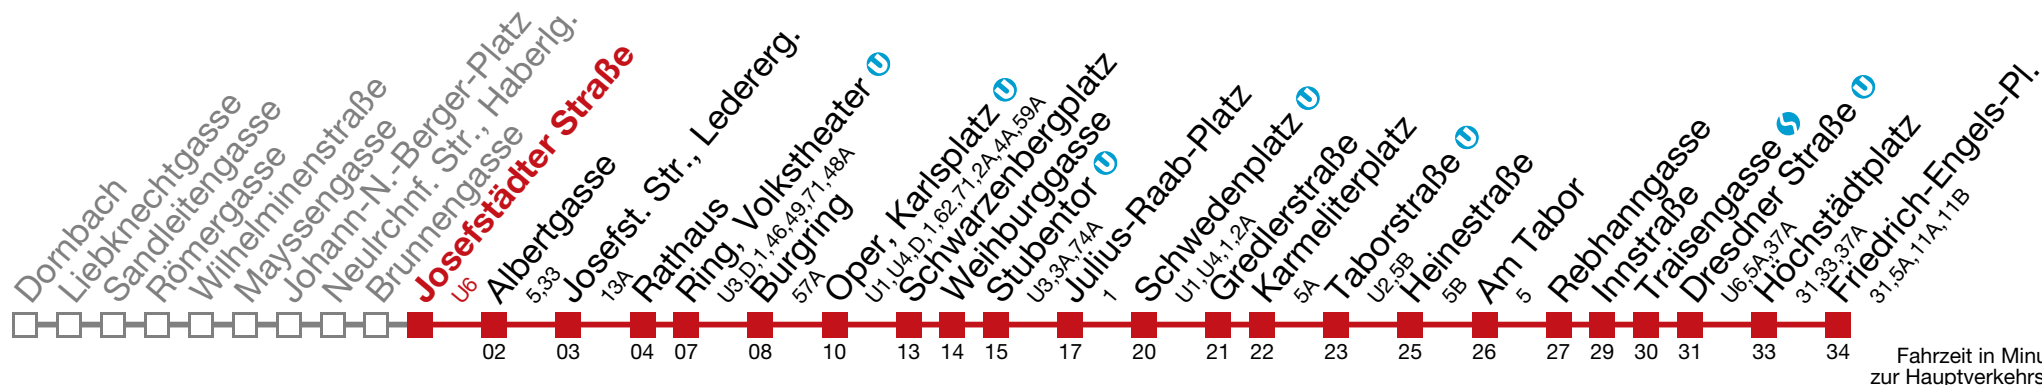 Dornbach
Liebknechtgasse
Sandleitengasse
Römergasse
Wilhelminenstraße
Mayssengasse
Johann-N.-Berger-Platz
Neulrchnf. Str., Haberlg.
Brunnengasse
Josefstädter Straße
U6
Albertgasse
5,33
Josefst. Str., Ledererg.
13A
Rathaus
Ring, Volkstheater U
U3,D,1,46,49,71,48A
Burgring
57A
Oper, Karlsplatz U
U1,U4,D,1,62,71,2A,4A,59A
Schwarzenbergplatz
Weihburggasse
Stubentor U
U3,3A,74A
Julius-Raab-Platz
1
Schwedenplatz U
U1,U4,1,2A
Gredlerstraße
Karmeliterplatz
5A
Taborstraße U
U2,5B
Heinestraße
5B
Am Tabor
5
Rebhanngasse
Innstraße
Traisengasse S
Dresdner Straße U
U6,5A,37A
Höchstädtplatz
31,33,37A
Friedrich-Engels-Pl.
31,5A,11A,11B
02 03 04 07 08 10 13 14 15 17 20 21 22 23 25 26 27 29 30 31 33 34
Fahrzeit in Minu
zur Hauptverkehrs